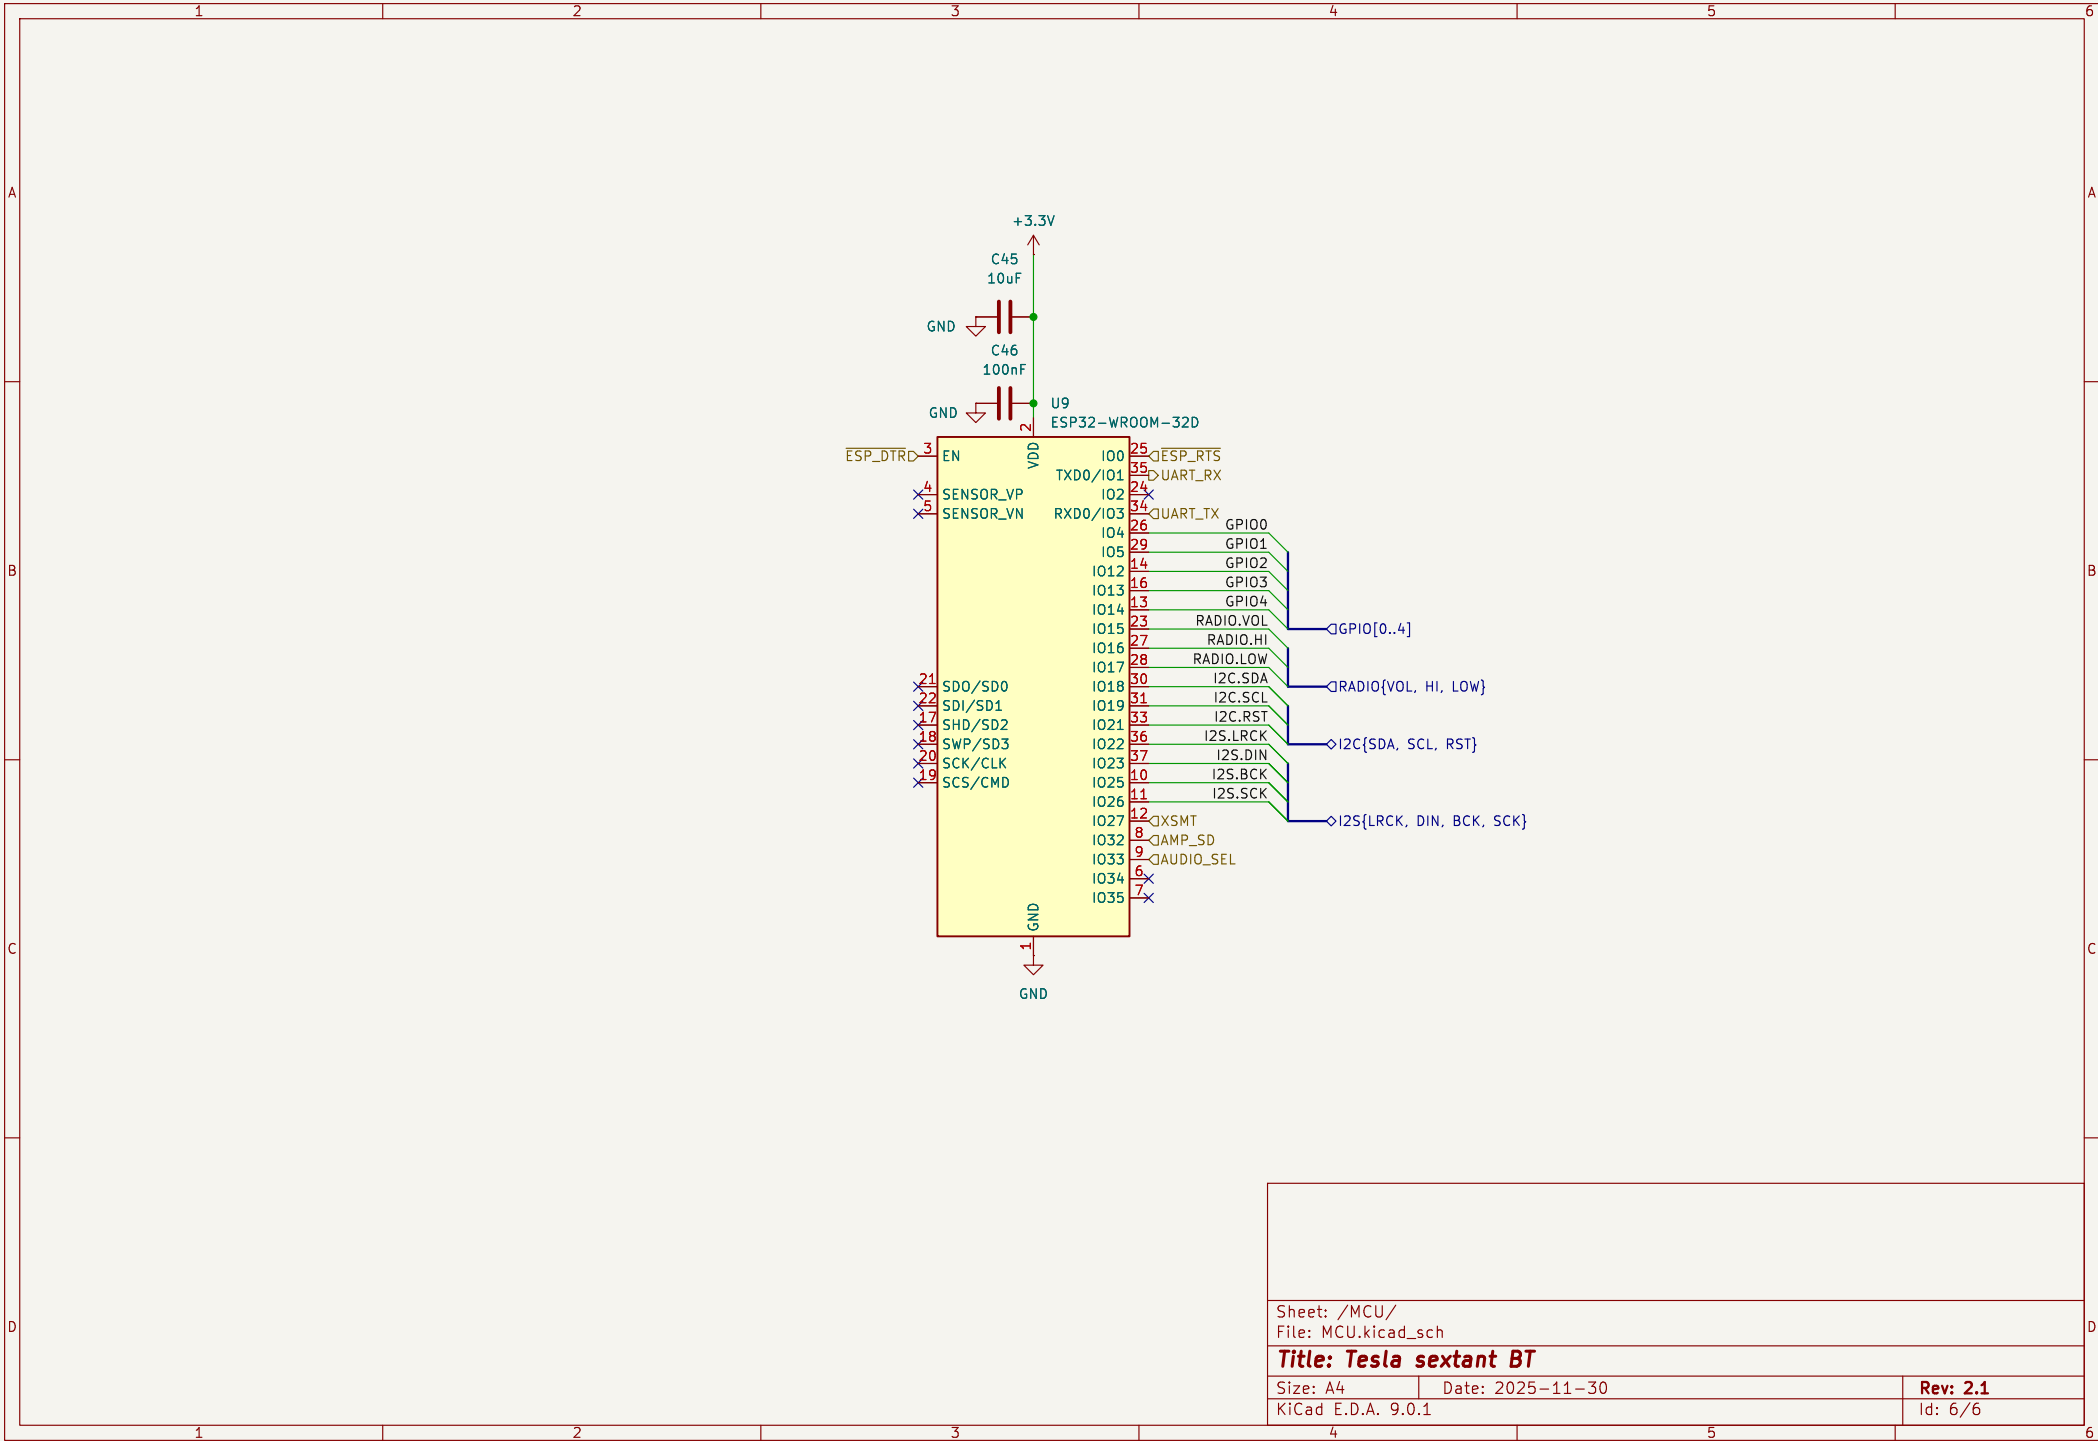 1 2 3 4 5 6
A A
+3.3V
C45
10uF
GND
C46
100nF
GND
U9
ESP32-WROOM-32D
2
VDD
ESP_DTR 3 EN
4 SENSOR_VP
5 SENSOR_VN
21 SDO/SD0
22 SDI/SD1
17 SHD/SD2
18 SWP/SD3
20 SCK/CLK
19 SCS/CMD
IO0 25 ESP_RTS
TXD0/IO1 35 UART_RX
IO2 24
RXD0/IO3 34 UART_TX
IO4 26 GPIO0
IO5 29 GPIO1
IO12 14 GPIO2
IO13 16 GPIO3
IO14 13 GPIO4
IO15 23 RADIO.VOL
IO16 27 RADIO.HI
IO17 28 RADIO.LOW
IO18 30 I2C.SDA
IO19 31 I2C.SCL
IO21 33 I2C.RST
IO22 36 I2S.LRCK
IO23 37 I2S.DIN
IO25 10 I2S.BCK
IO26 11 I2S.SCK
IO27 12 XSMT
IO32 8 AMP_SD
IO33 9 AUDIO_SEL
IO34 6
IO35 7
GPIO[0..4]
RADIO{VOL, HI, LOW}
I2C{SDA, SCL, RST}
I2S{LRCK, DIN, BCK, SCK}
GND
1
GND
B B
C C
D D
Sheet: /MCU/
File: MCU.kicad_sch
Title: Tesla sextant BT
Size: A4 Date: 2025-11-30 Rev: 2.1
KiCad E.D.A. 9.0.1 Id: 6/6
1 2 3 4 5 6